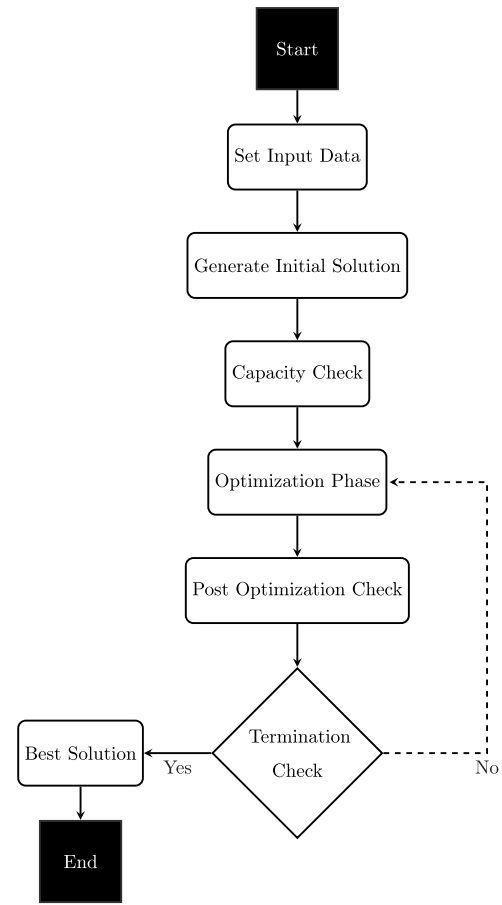 Start
Set Input Data
Generate Initial Solution
Capacity Check
Optimization Phase
Post Optimization Check
Termination
Check
Best Solution
Yes
No
End